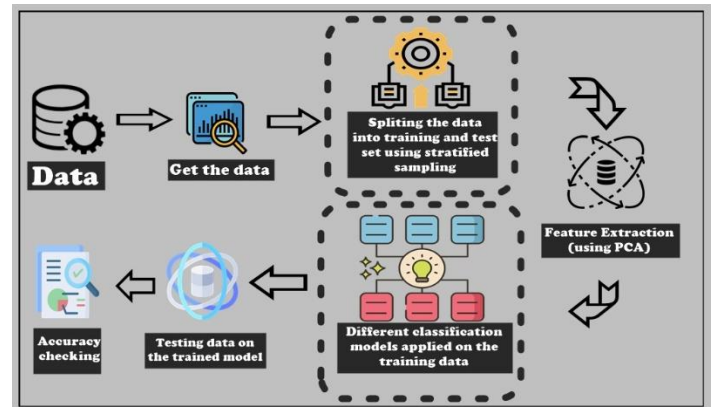 Data
Get the data
Spliting the data
into training and test
set using stratified
sampling
Feature Extraction
(using PCA)
Different classification
models applied on the
training data
Testing data on
the trained model
Accuracy
checking